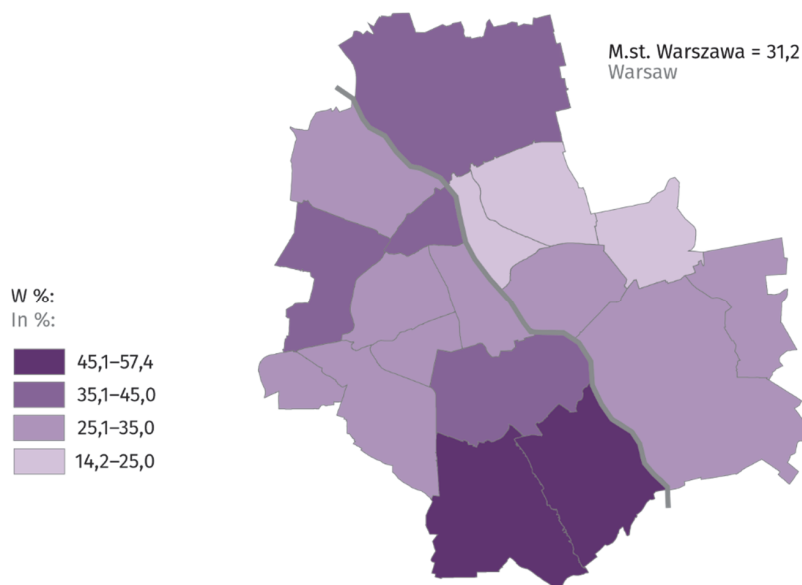 M.st. Warszawa = 31,2
Warsaw
W %:
In %:
45,1–57,4
35,1–45,0
25,1–35,0
14,2–25,0